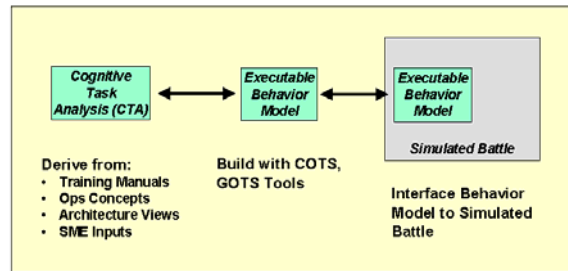 Cognitive
Task
Analysis (CTA)
Executable
Behavior
Model
Executable
Behavior
Model
Simulated Battle
Derive from:
• Training Manuals
• Ops Concepts
• Architecture Views
• SME Inputs
Build with COTS,
GOTS Tools
Interface Behavior
Model to Simulated
Battle